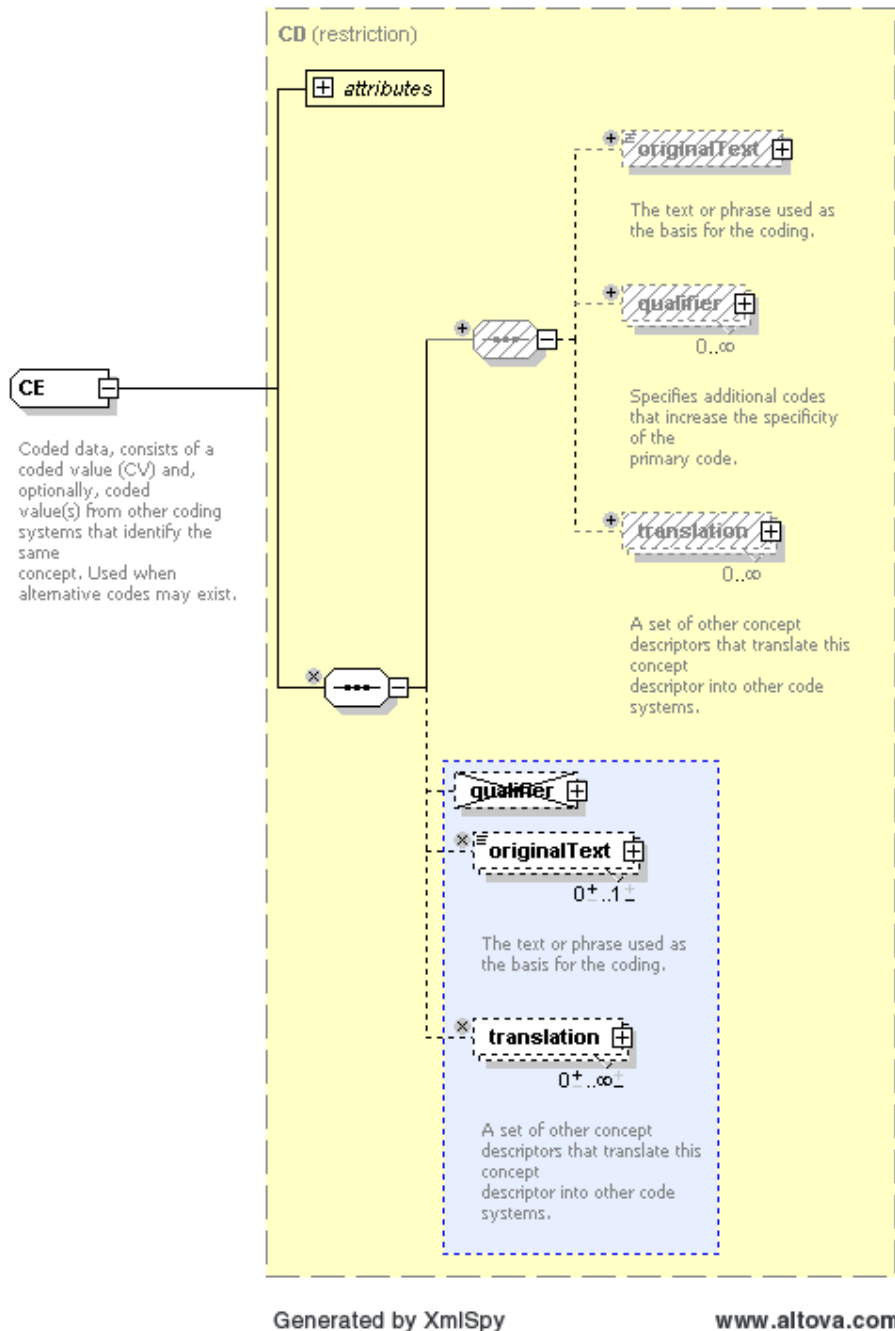 CD (restriction)
attributes
originalText
The text or phrase used as
the basis for the coding.
qualifier
0..∞
Specifies additional codes
that increase the specificity
of the
primary code.
translation
0..∞
A set of other concept
descriptors that translate this
concept
descriptor into other code
systems.
CE
Coded data, consists of a
coded value (CV) and,
optionally, coded
value(s) from other coding
systems that identify the
same
concept. Used when
alternative codes may exist.
qualifier
originalText
0±..1±
The text or phrase used as
the basis for the coding.
translation
0±..∞±
A set of other concept
descriptors that translate this
concept
descriptor into other code
systems.
Generated by XmlSpy
www.altova.com